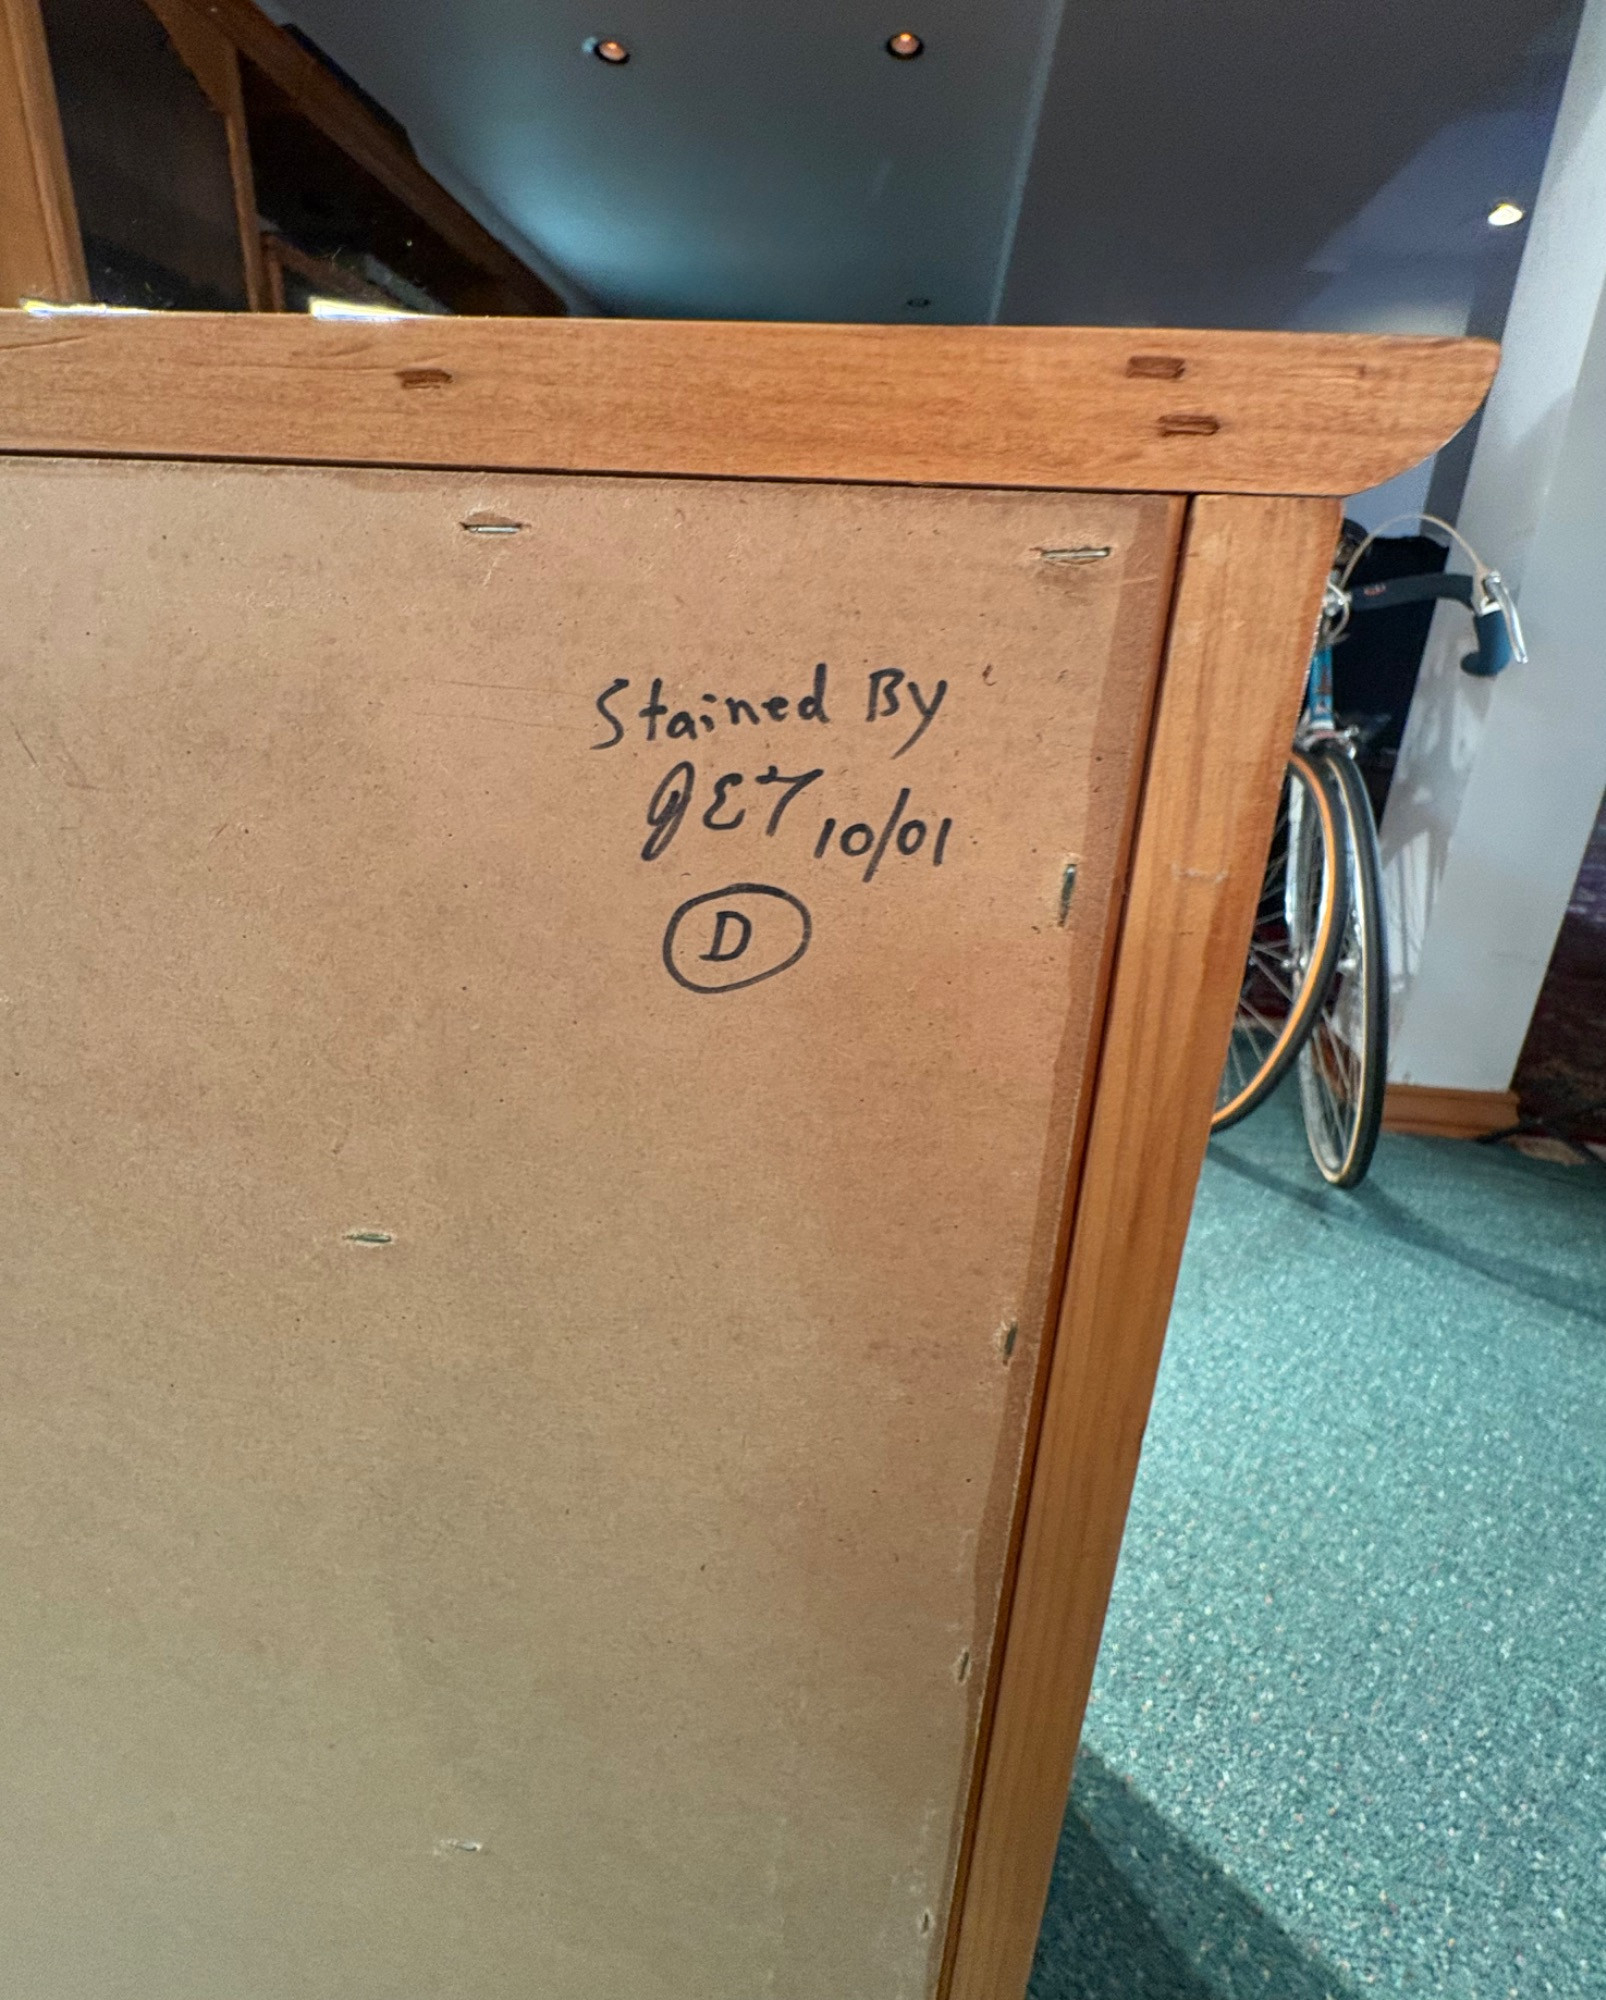 Stained By
JET 10/01
D